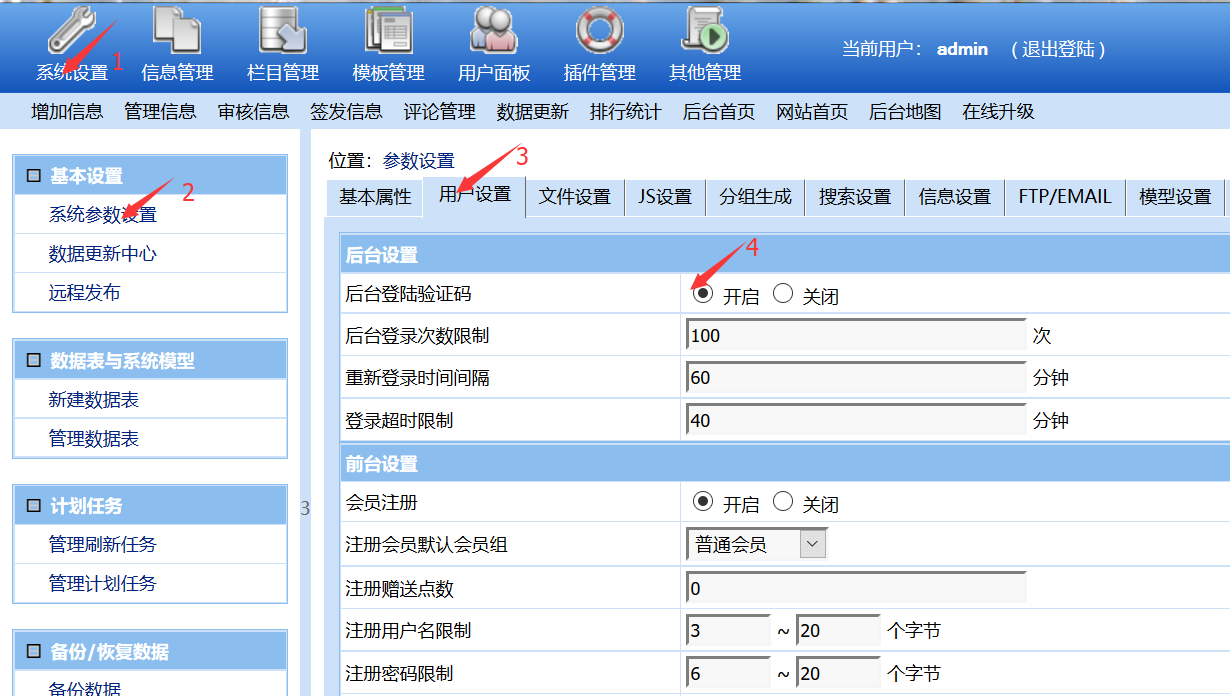 系统设置 信息管理 栏目管理 模板管理 用户面板 插件管理 其他管理 当前用户： admin （退出登陆）
1
增加信息 管理信息 审核信息 签发信息 评论管理 数据更新 排行统计 后台首页 网站首页 后台地图 在线升级
基本设置
系统参数设置
2
数据更新中心
远程发布
数据表与系统模型
新建数据表
管理数据表
计划任务
管理刷新任务
管理计划任务
备份/恢复数据
备份数据
3
位置： 参数设置
3
基本属性 用户设置 文件设置 JS设置 分组生成 搜索设置 信息设置 FTP/EMAIL 模型设置
后台设置
4
后台登陆验证码 开启 关闭
后台登录次数限制 100 次
重新登录时间间隔 60 分钟
登录超时限制 40 分钟
前台设置
会员注册 开启 关闭
注册会员默认会员组 普通会员
注册赠送点数 0
注册用户名限制 3 ~ 20 个字节
注册密码限制 6 ~ 20 个字节